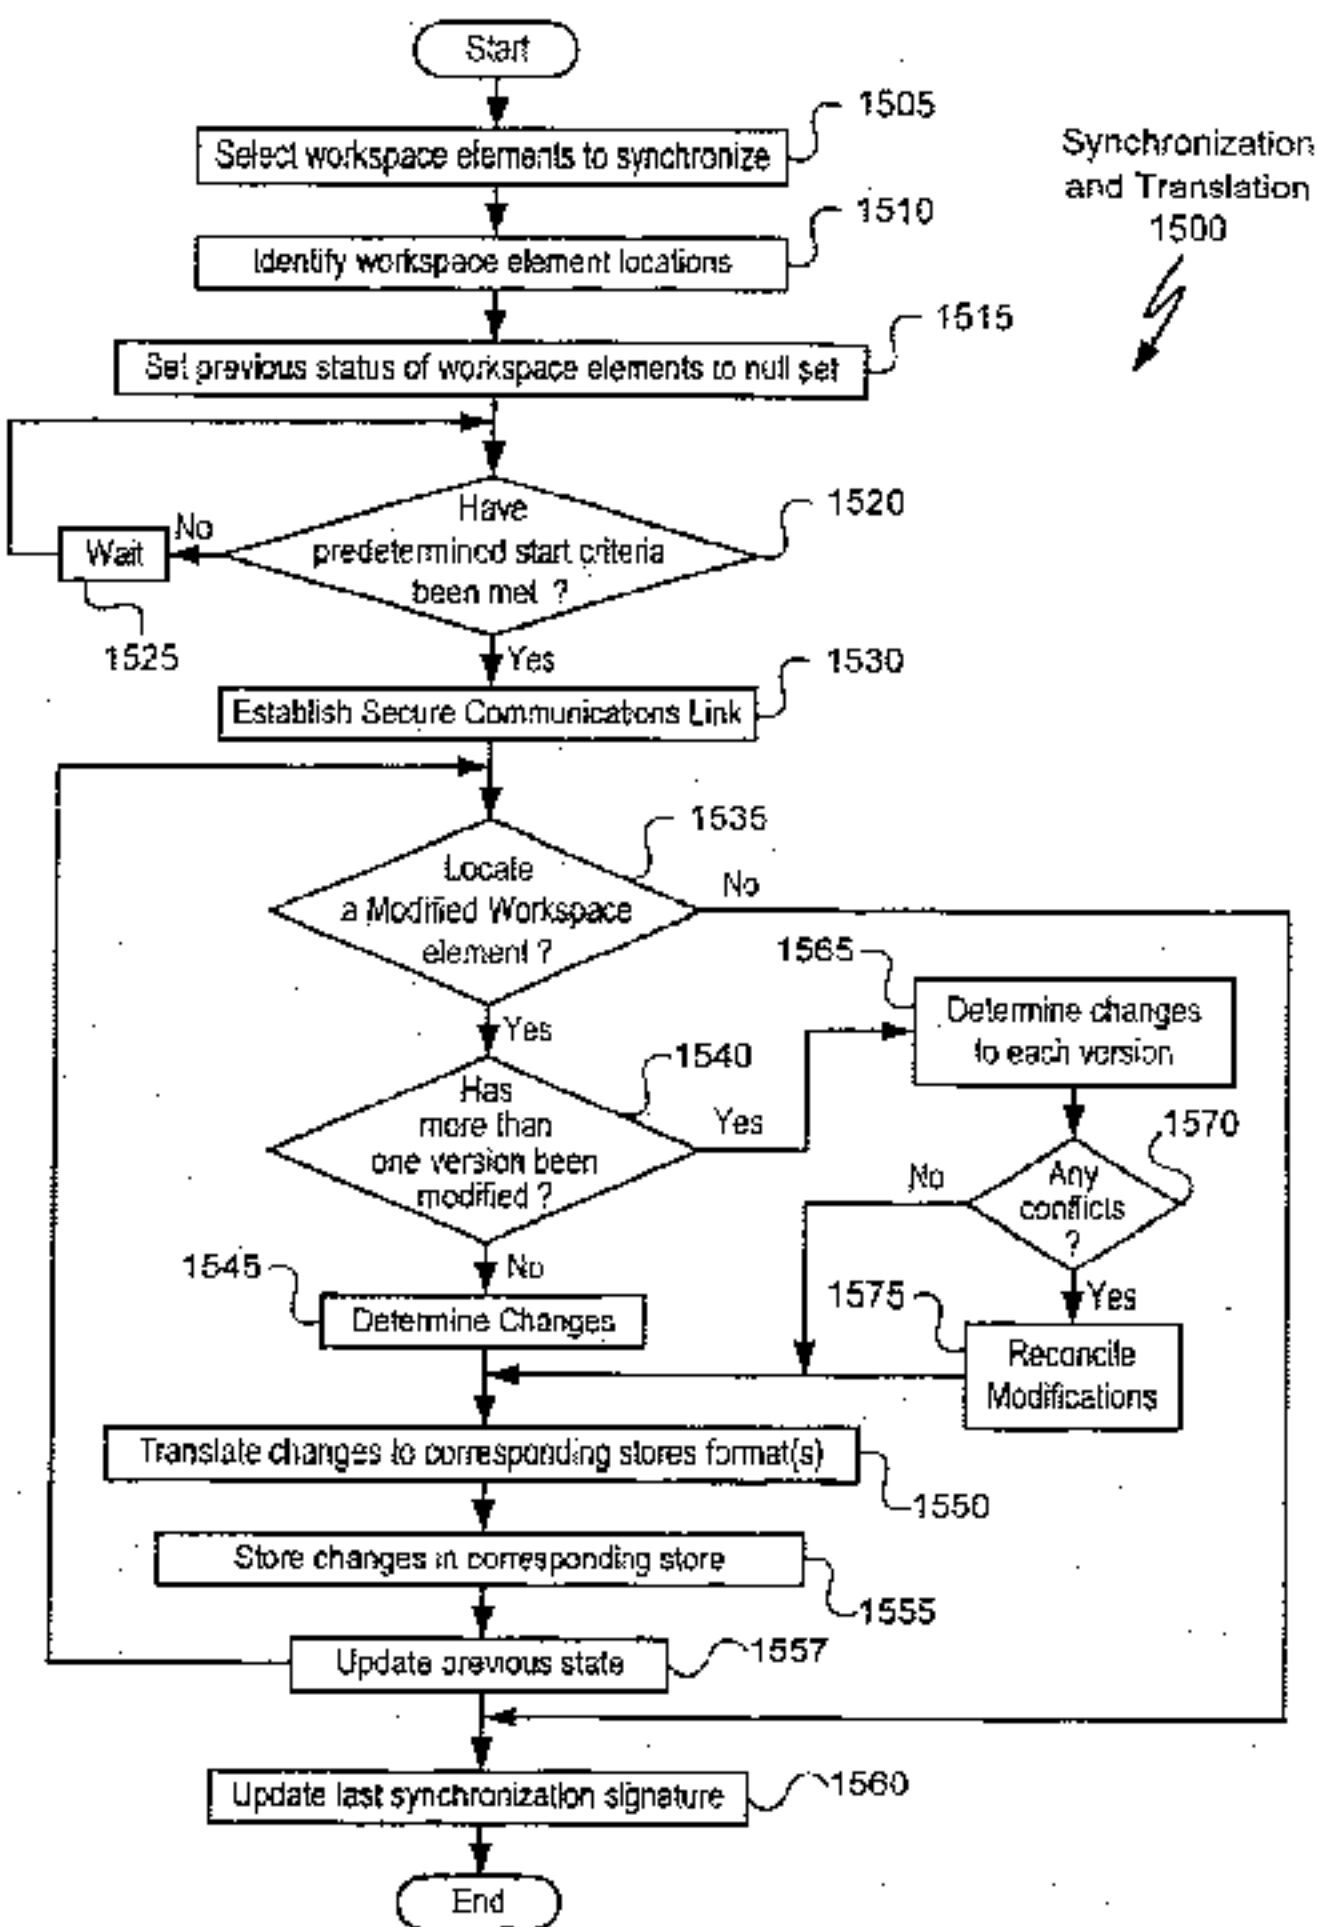 Start
1505
Select workspace elements to synchronize
Synchronization
and Translation
1500
1510
Identify workspace element locations
1515
Set previous status of workspace elements to null set
1520
Have
predetermined start criteria
been met ?
No
Wait
1525
Yes
1530
Establish Secure Communications Link
1535
Locate
a Modified Workspace
element ?
No
Yes
1565
Determine changes
to each version
1540
Has
more than
one version been
modified ?
Yes
1570
Any
conflicts
?
No
No
1545
Determine Changes
Yes
1575
Reconcile
Modifications
Translate changes to corresponding stores format(s)
1550
Store changes in corresponding store
1555
Update previous state
1557
Update last synchronization signature
1560
End